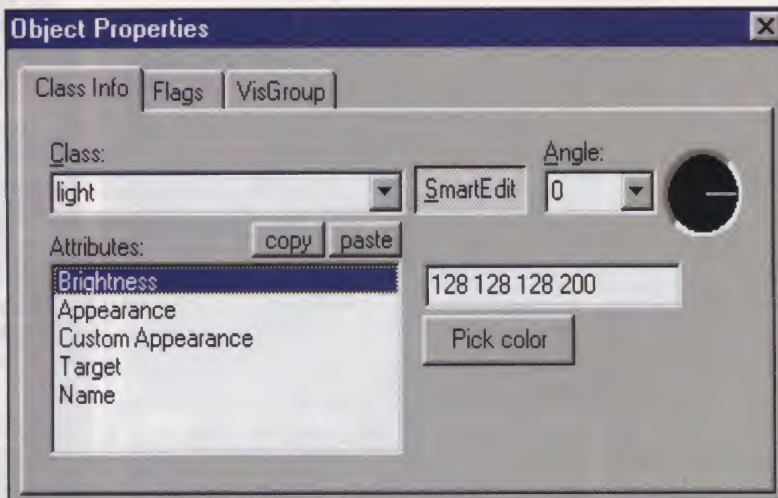 Object Properties
Class Info Flags VisGroup
Class: Angle:
light SmartEdit 0
Attributes: copy paste
Brightness 128 128 128 200
Appearance Pick color
Custom Appearance
Target
Name